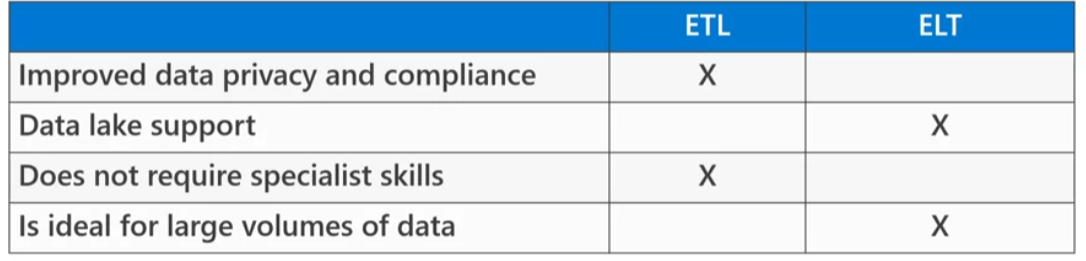 ETL ELT
Improved data privacy and compliance X
Data lake support X
Does not require specialist skills X
Is ideal for large volumes of data X